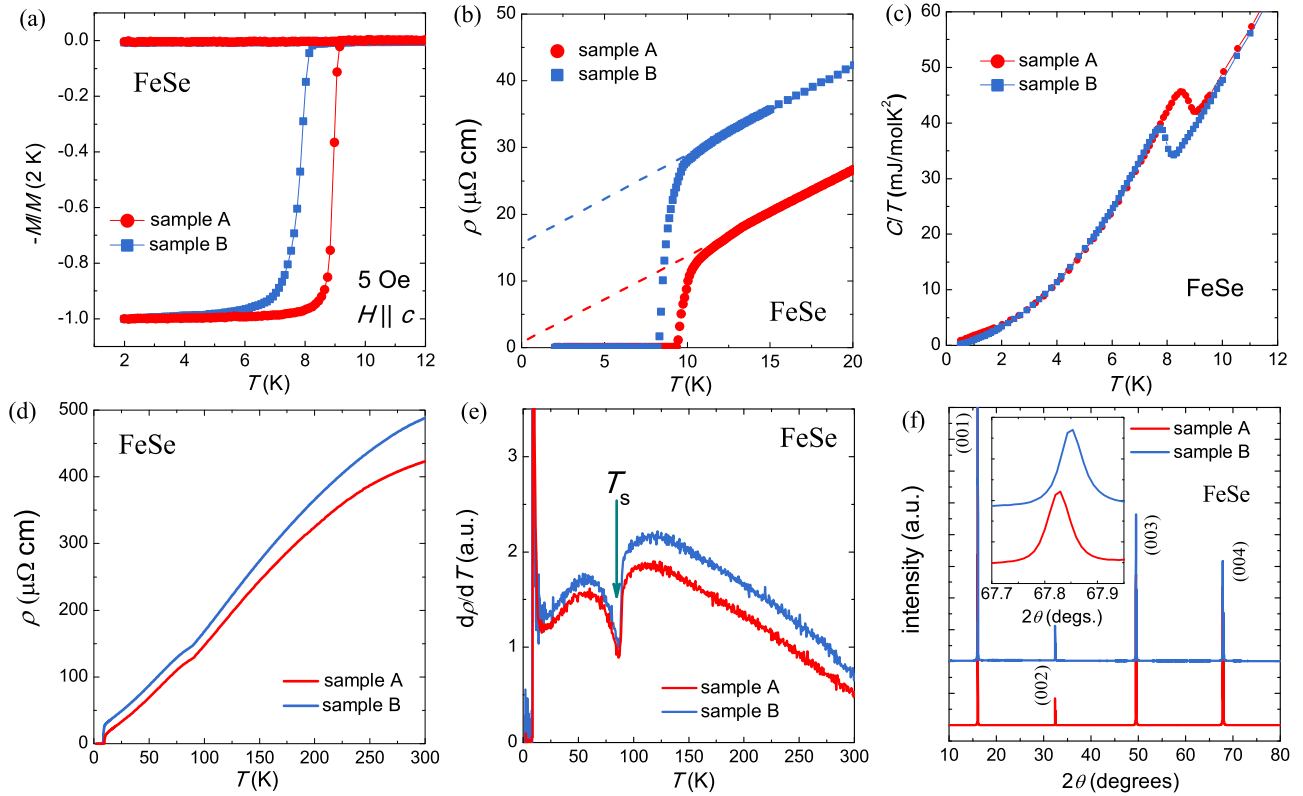 (a)
0.0
-0.2
-0.4
-0.6
-0.8
-1.0
-M/M (2 K)
FeSe
sample A
sample B
5 Oe
H || c
2 4 6 8 10 12
T (K)
(b)
50
40
30
20
10
0
ρ (μΩ cm)
sample A
sample B
FeSe
0 5 10 15 20
T (K)
(c)
60
50
40
30
20
10
0
C/T (mJ/molK²)
sample A
sample B
FeSe
0 2 4 6 8 10 12
T (K)
(d)
500
400
300
200
100
0
ρ (μΩ cm)
FeSe
sample A
sample B
0 50 100 150 200 250 300
T (K)
(e)
3
2
1
0
dρ/dT (a.u.)
FeSe
Ts
sample A
sample B
0 50 100 150 200 250 300
T (K)
(f)
intensity (a.u.)
(001)
(002)
(003)
(004)
sample A
sample B
FeSe
67.7 67.8 67.9
2θ (degs.)
10 20 30 40 50 60 70 80
2θ (degrees)